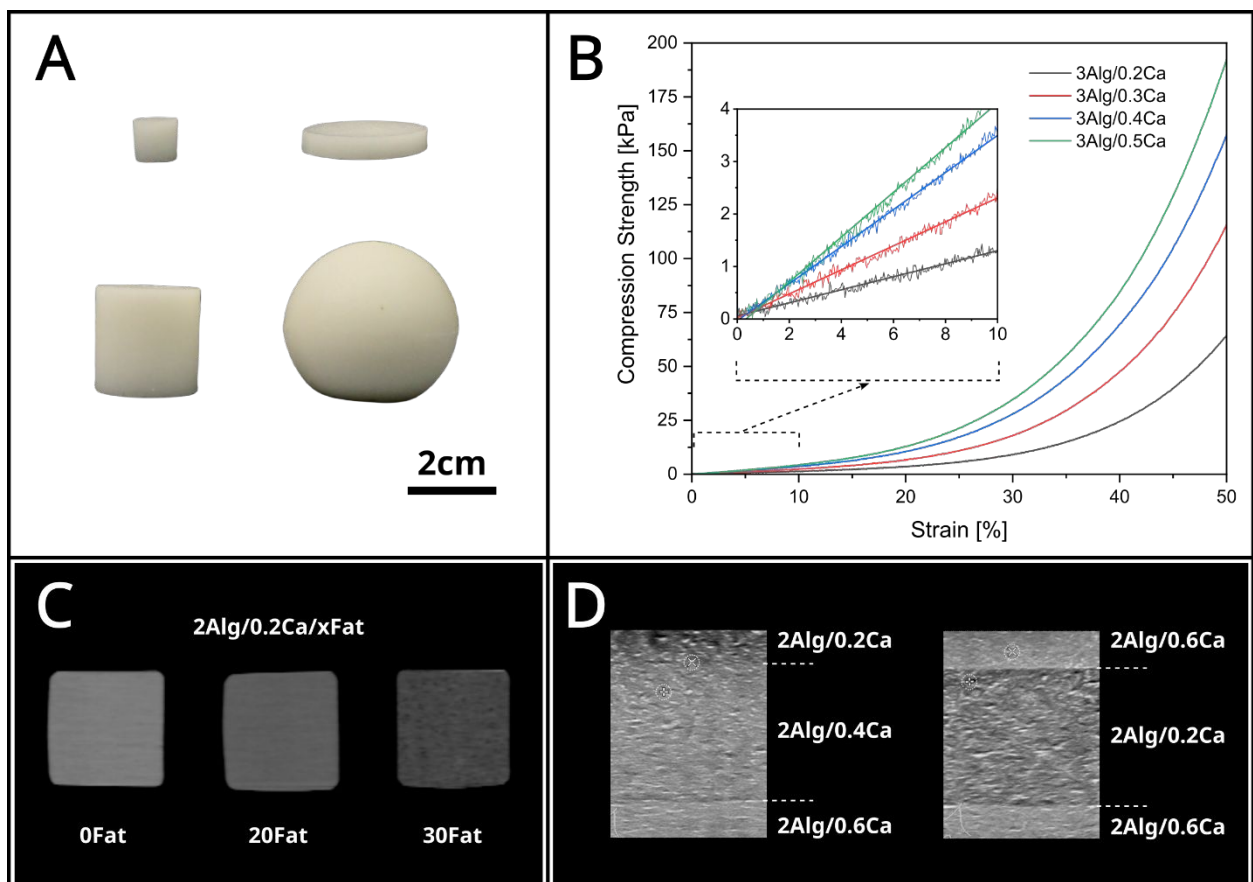 A
2cm
B
200
175
150
125
100
75
50
25
0
Compression Strength [kPa]
3Alg/0.2Ca
3Alg/0.3Ca
3Alg/0.4Ca
3Alg/0.5Ca
4
3
2
1
0
0 2 4 6 8 10
0 10 20 30 40 50
Strain [%]
C
2Alg/0.2Ca/xFat
0Fat 20Fat 30Fat
D
2Alg/0.2Ca
2Alg/0.4Ca
2Alg/0.6Ca
2Alg/0.6Ca
2Alg/0.2Ca
2Alg/0.6Ca